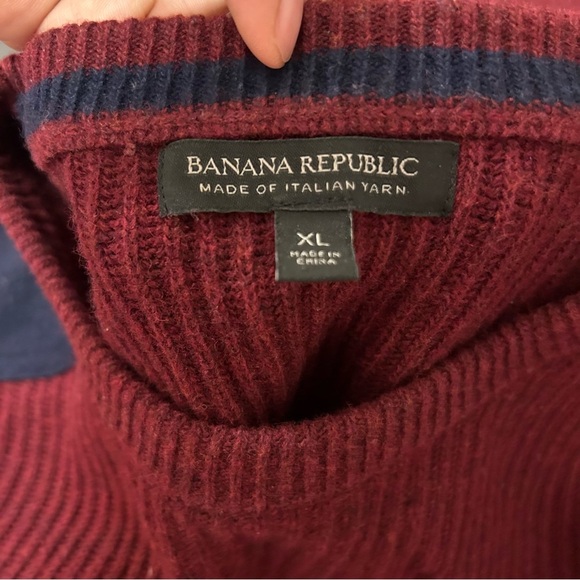 BANANA REPUBLIC
MADE OF ITALIAN YARN.
XL
MADE IN
CHINA